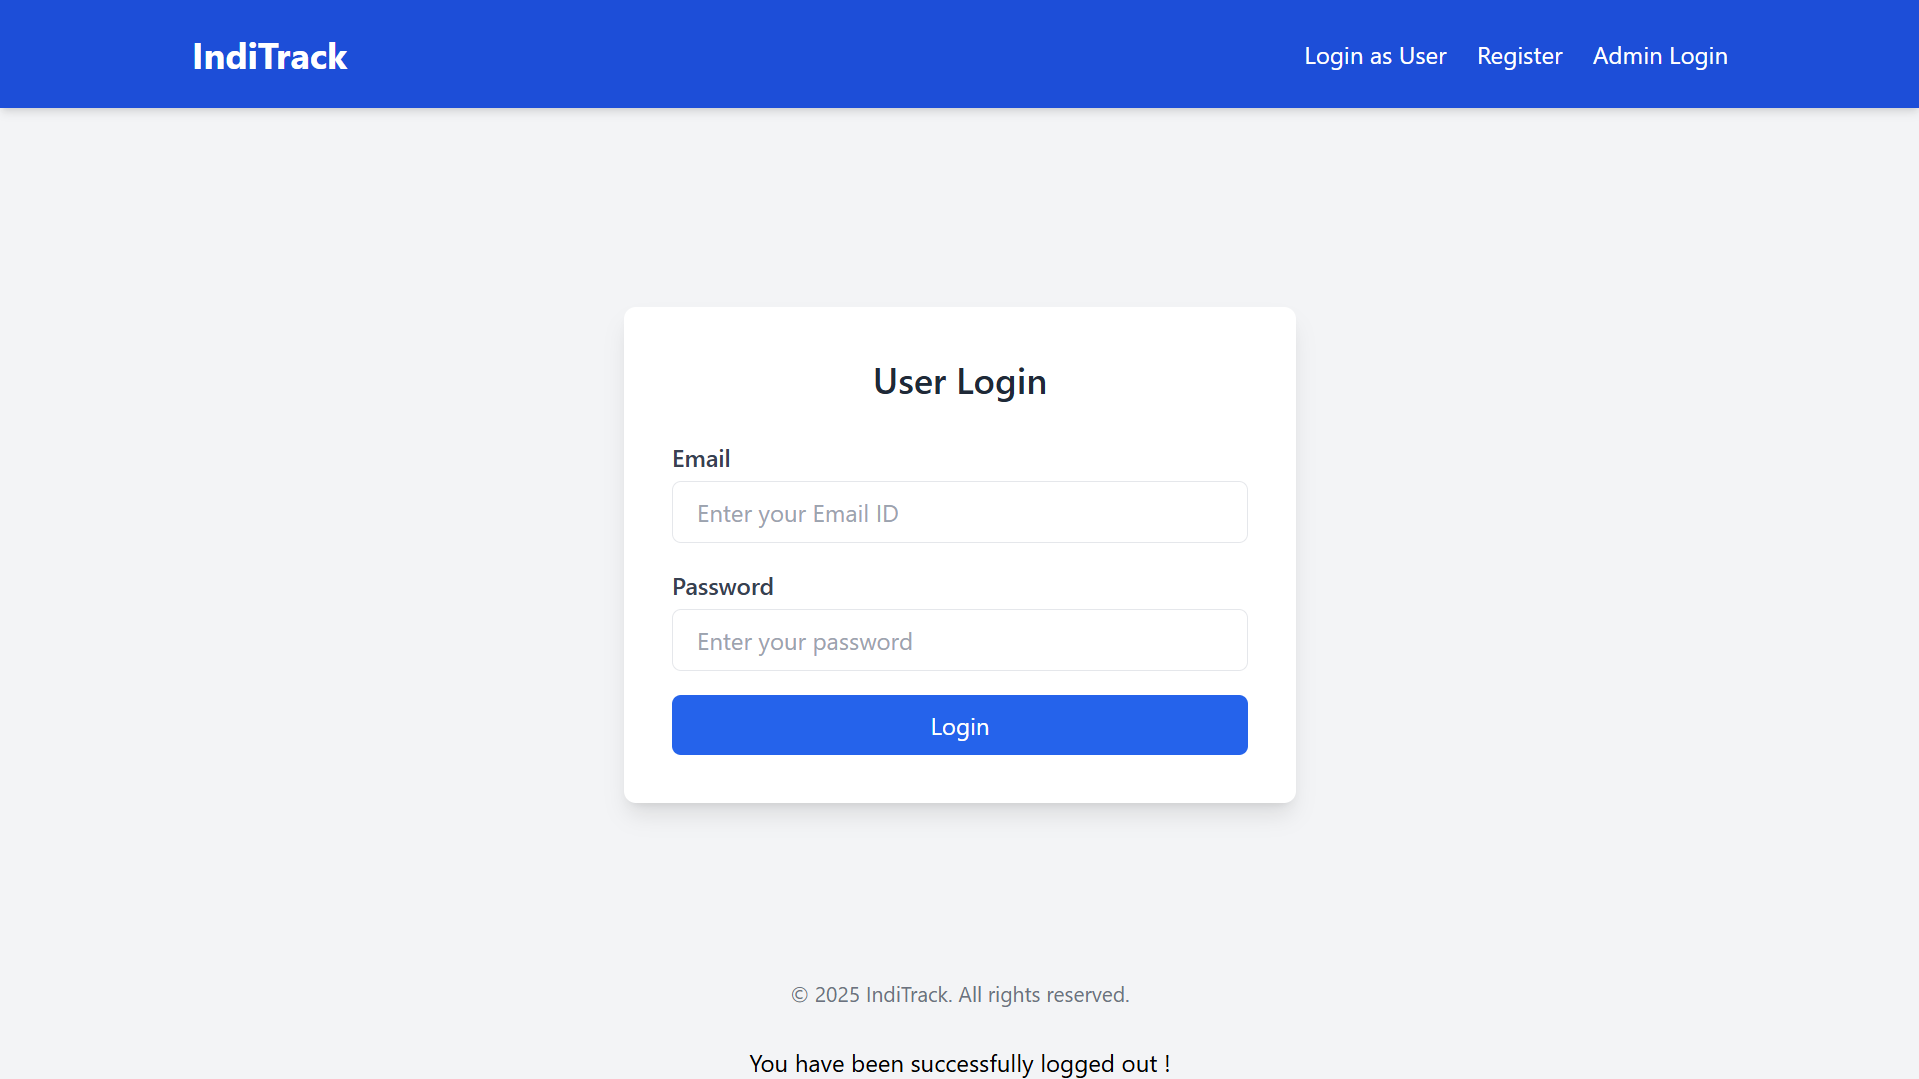 IndiTrack
Login as User Register Admin Login
User Login
Email
Enter your Email ID
Password
Enter your password
Login
© 2025 IndiTrack. All rights reserved.
You have been successfully logged out !